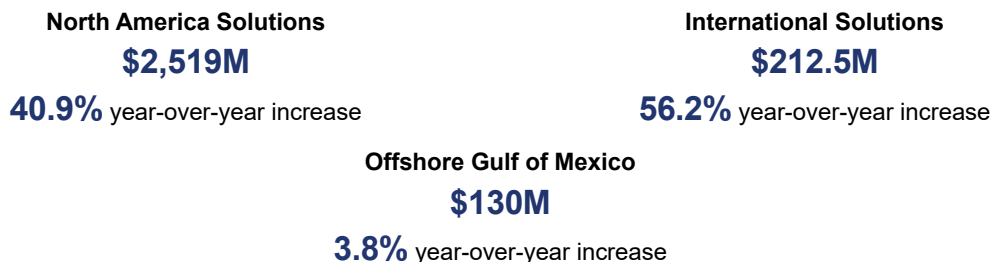 North America Solutions
$2,519M
40.9% year-over-year increase
International Solutions
$212.5M
56.2% year-over-year increase
Offshore Gulf of Mexico
$130M
3.8% year-over-year increase